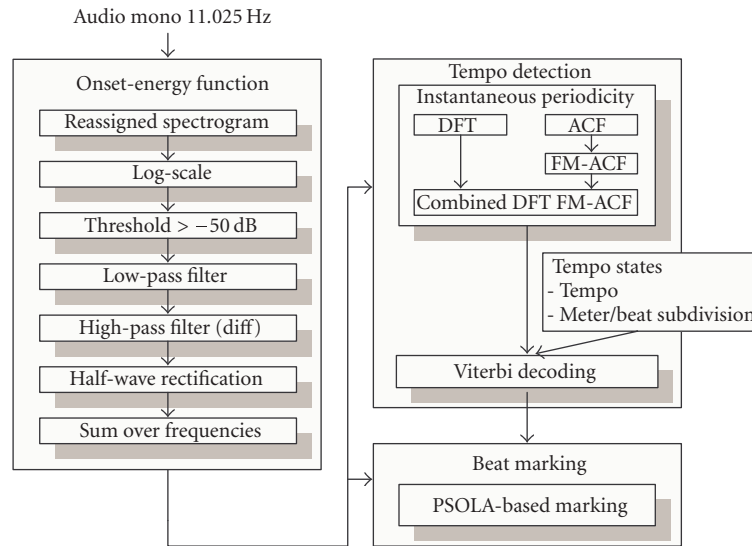 Audio mono 11.025 Hz
Onset-energy function
Reassigned spectrogram
Log-scale
Threshold > −50 dB
Low-pass filter
High-pass filter (diff)
Half-wave rectification
Sum over frequencies
Tempo detection
Instantaneous periodicity
DFT
ACF
FM-ACF
Combined DFT FM-ACF
Tempo states
- Tempo
- Meter/beat subdivision
Viterbi decoding
Beat marking
PSOLA-based marking